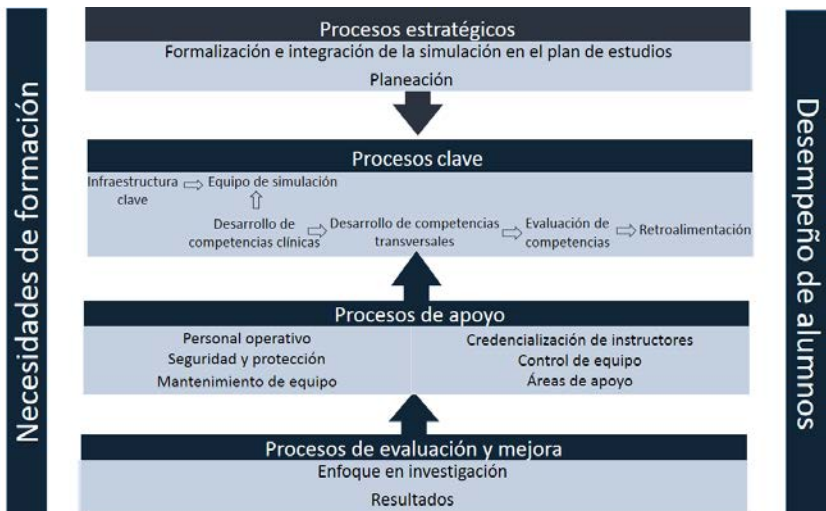 Necesidades de formación
Procesos estratégicos
Formalización e integración de la simulación en el plan de estudios
Planeación
Procesos clave
Infraestructura
clave
Equipo de simulación
Desarrollo de
competencias clínicas
Desarrollo de competencias
transversales
Evaluación de
competencias
Retroalimentación
Procesos de apoyo
Personal operativo
Seguridad y protección
Mantenimiento de equipo
Credencialización de instructores
Control de equipo
Áreas de apoyo
Procesos de evaluación y mejora
Enfoque en investigación
Resultados
Desempeño de alumnos